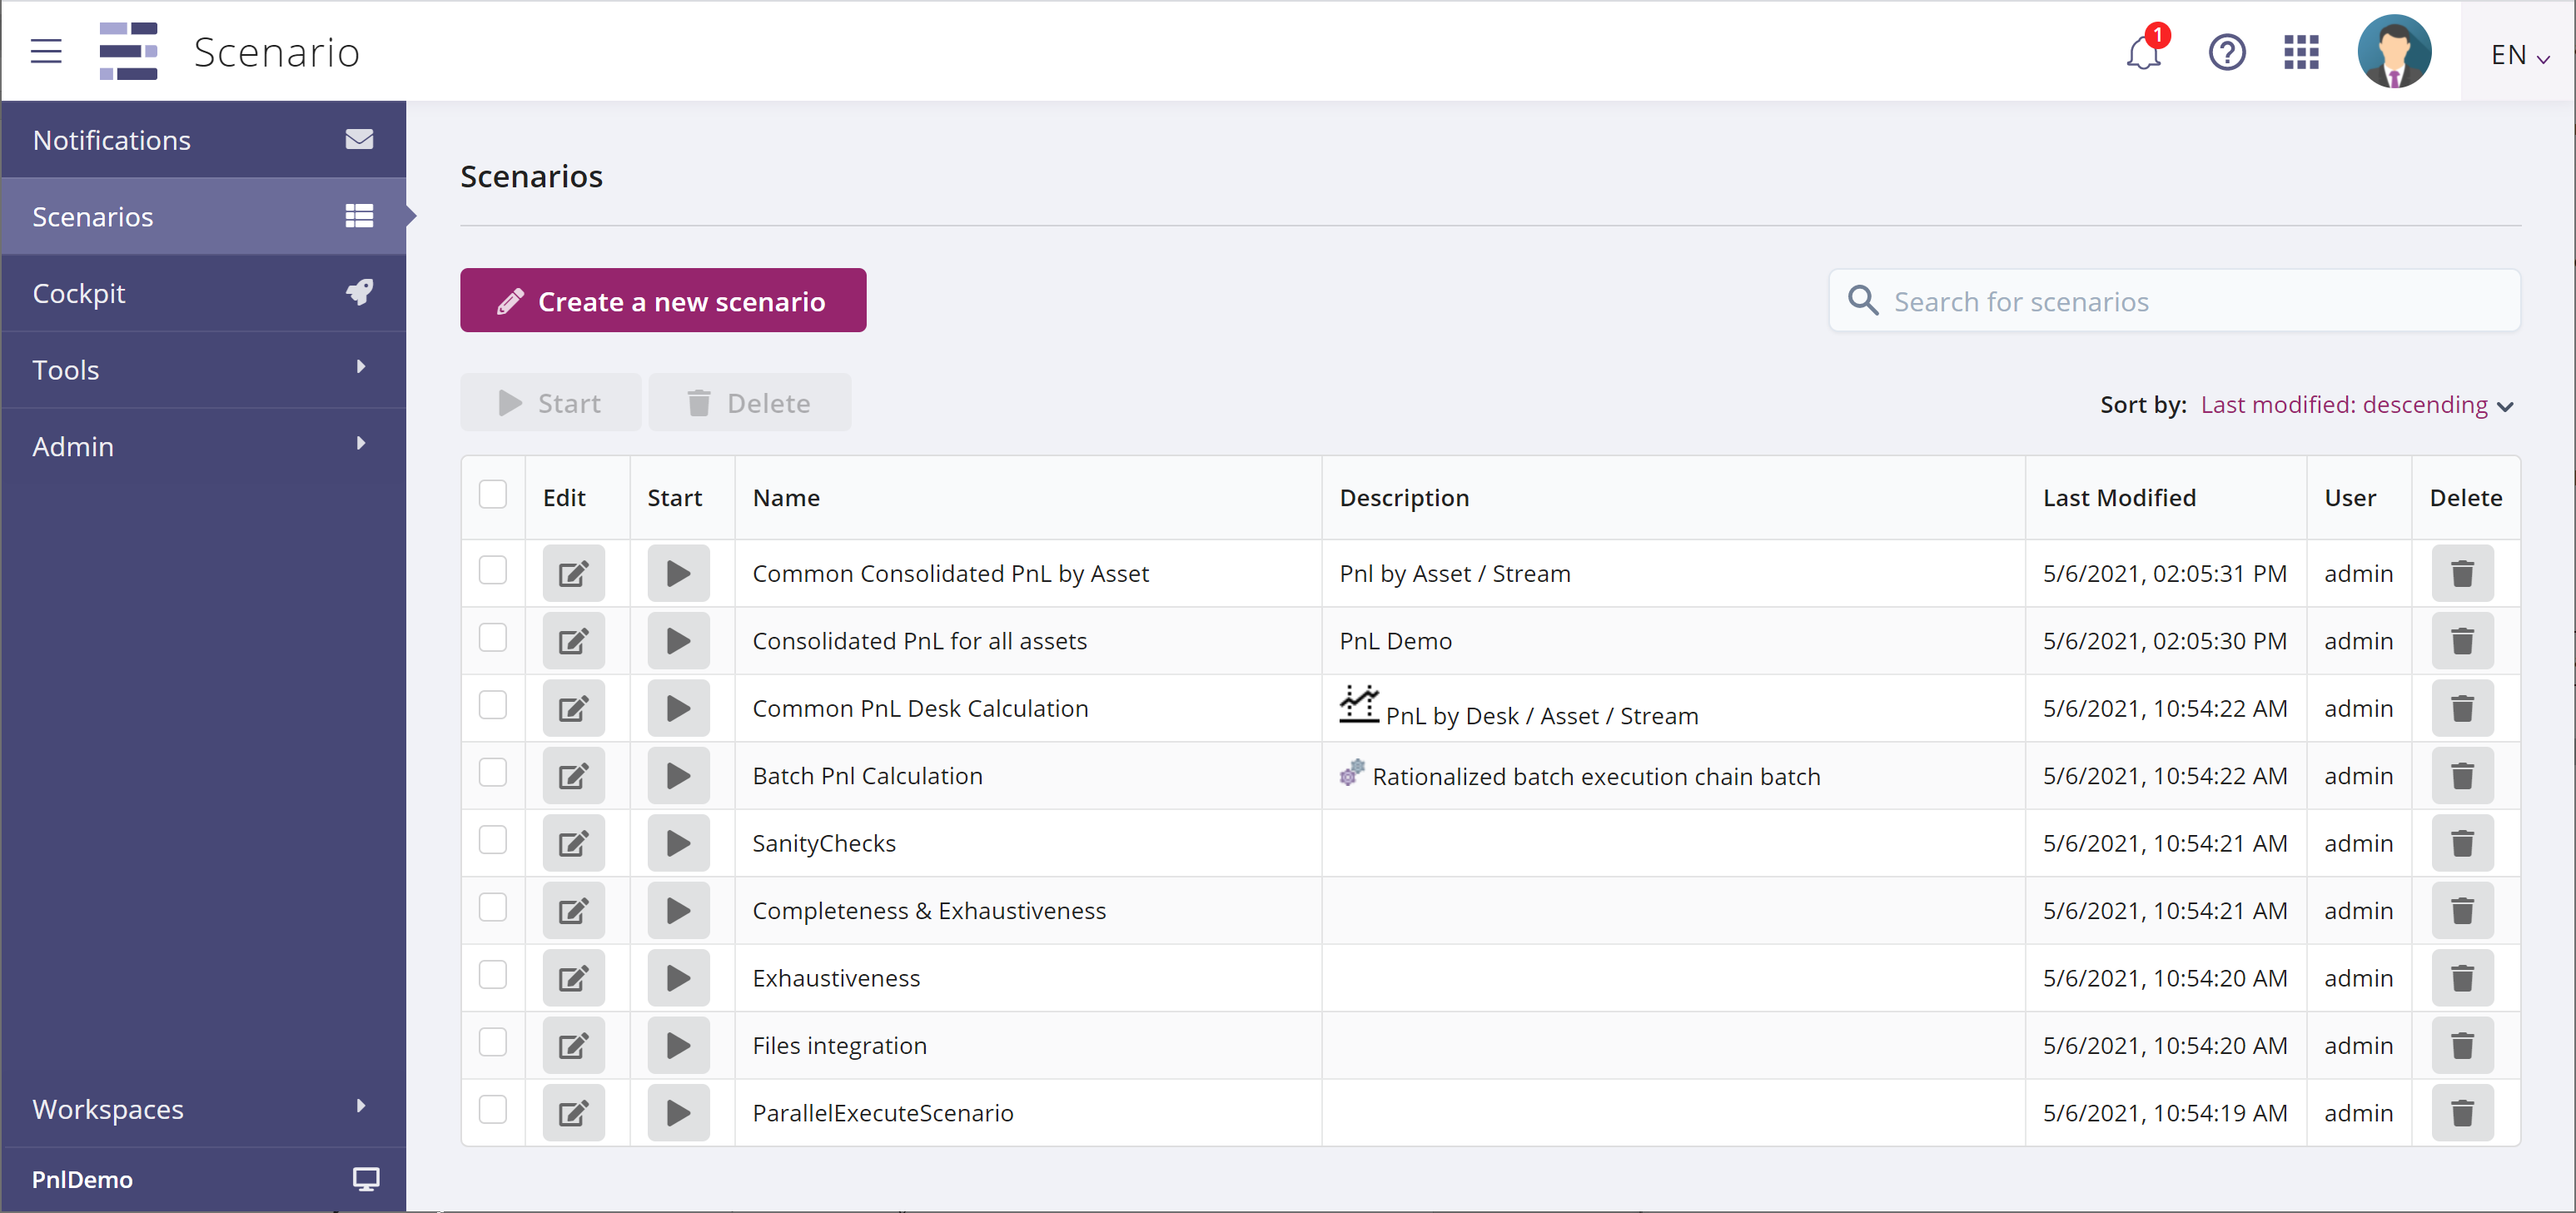 Scenario
1
EN
Notifications
Scenarios
Cockpit
Tools
Admin
Workspaces
PnlDemo
Scenarios
Create a new scenario
Search for scenarios
Start
Delete
Sort by: Last modified: descending
Edit Start Name Description Last Modified User Delete
Common Consolidated PnL by Asset Pnl by Asset / Stream 5/6/2021, 02:05:31 PM admin
Consolidated PnL for all assets PnL Demo 5/6/2021, 02:05:30 PM admin
Common PnL Desk Calculation PnL by Desk / Asset / Stream 5/6/2021, 10:54:22 AM admin
Batch Pnl Calculation Rationalized batch execution chain batch 5/6/2021, 10:54:22 AM admin
SanityChecks 5/6/2021, 10:54:21 AM admin
Completeness & Exhaustiveness 5/6/2021, 10:54:21 AM admin
Exhaustiveness 5/6/2021, 10:54:20 AM admin
Files integration 5/6/2021, 10:54:20 AM admin
ParallelExecuteScenario 5/6/2021, 10:54:19 AM admin